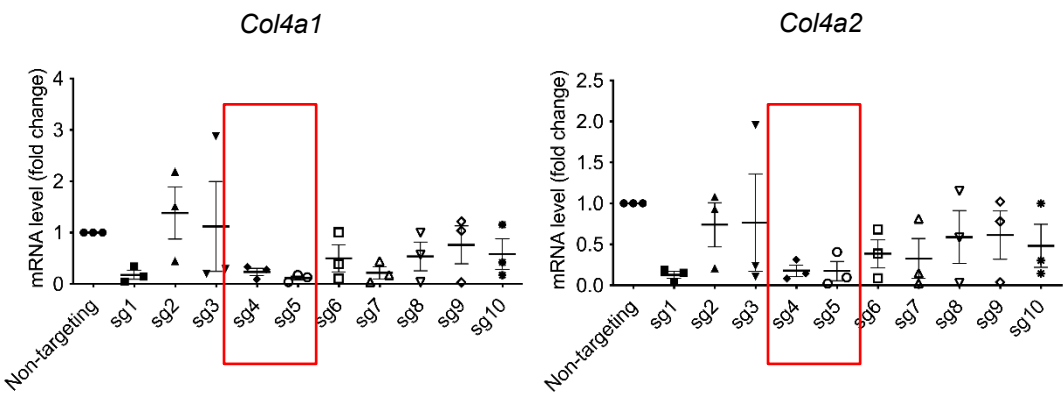 Col4a1
mRNA level (fold change)
4
3
2
1
0
Non-targeting
sg1
sg2
sg3
sg4
sg5
sg6
sg7
sg8
sg9
sg10
Col4a2
mRNA level (fold change)
2.5
2.0
1.5
1.0
0.5
0.0
Non-targeting
sg1
sg2
sg3
sg4
sg5
sg6
sg7
sg8
sg9
sg10